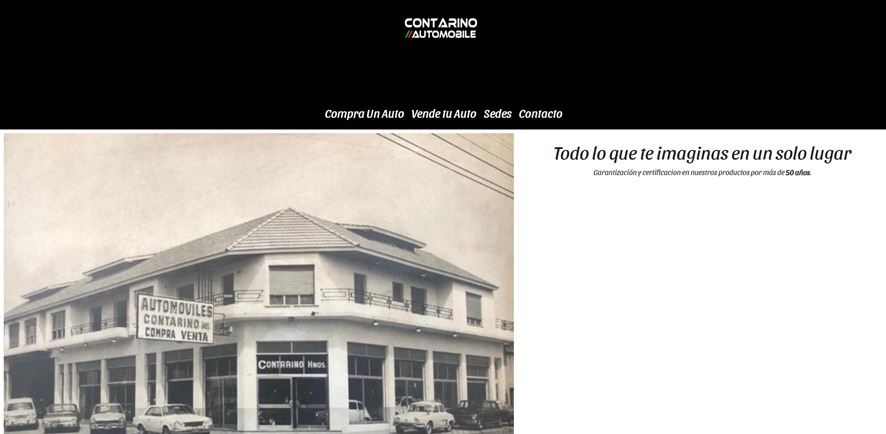 CONTARINO
//AUTOMOBILE
Compra Un Auto Vende tu Auto Sedes Contacto
Todo lo que te imaginas en un solo lugar
Garantización y certificacion en nuestros productos por más de 50 años.
AUTOMOVILES
CONTARINO HNS.
COMPRA VENTA
CONTARINO HNOS.